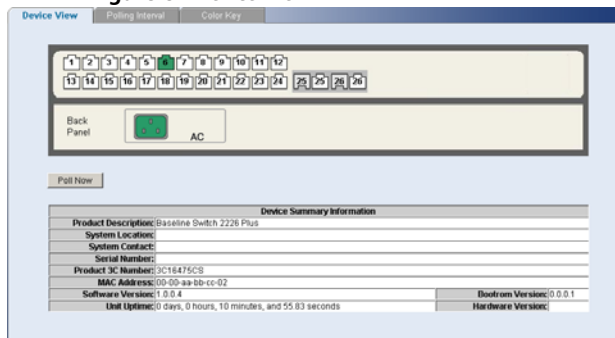 Device View Polling Interval Color Key
1 2 3 4 5 6 7 8 9 10 11 12
13 14 15 16 17 18 19 20 21 22 23 24 25 25 26 26
Back
Panel
AC
Poll Now
Device Summary Information
Product Description: Baseline Switch 2226 Plus
System Location:
System Contact:
Serial Number:
Product 3C Number: 3C16475CS
MAC Address: 00-00-aa-bb-cc-02
Software Version: 1.0.0.4 Bootrom Version: 0.0.0.1
Unit Uptime: 0 days, 0 hours, 10 minutes, and 55.83 seconds Hardware Version: